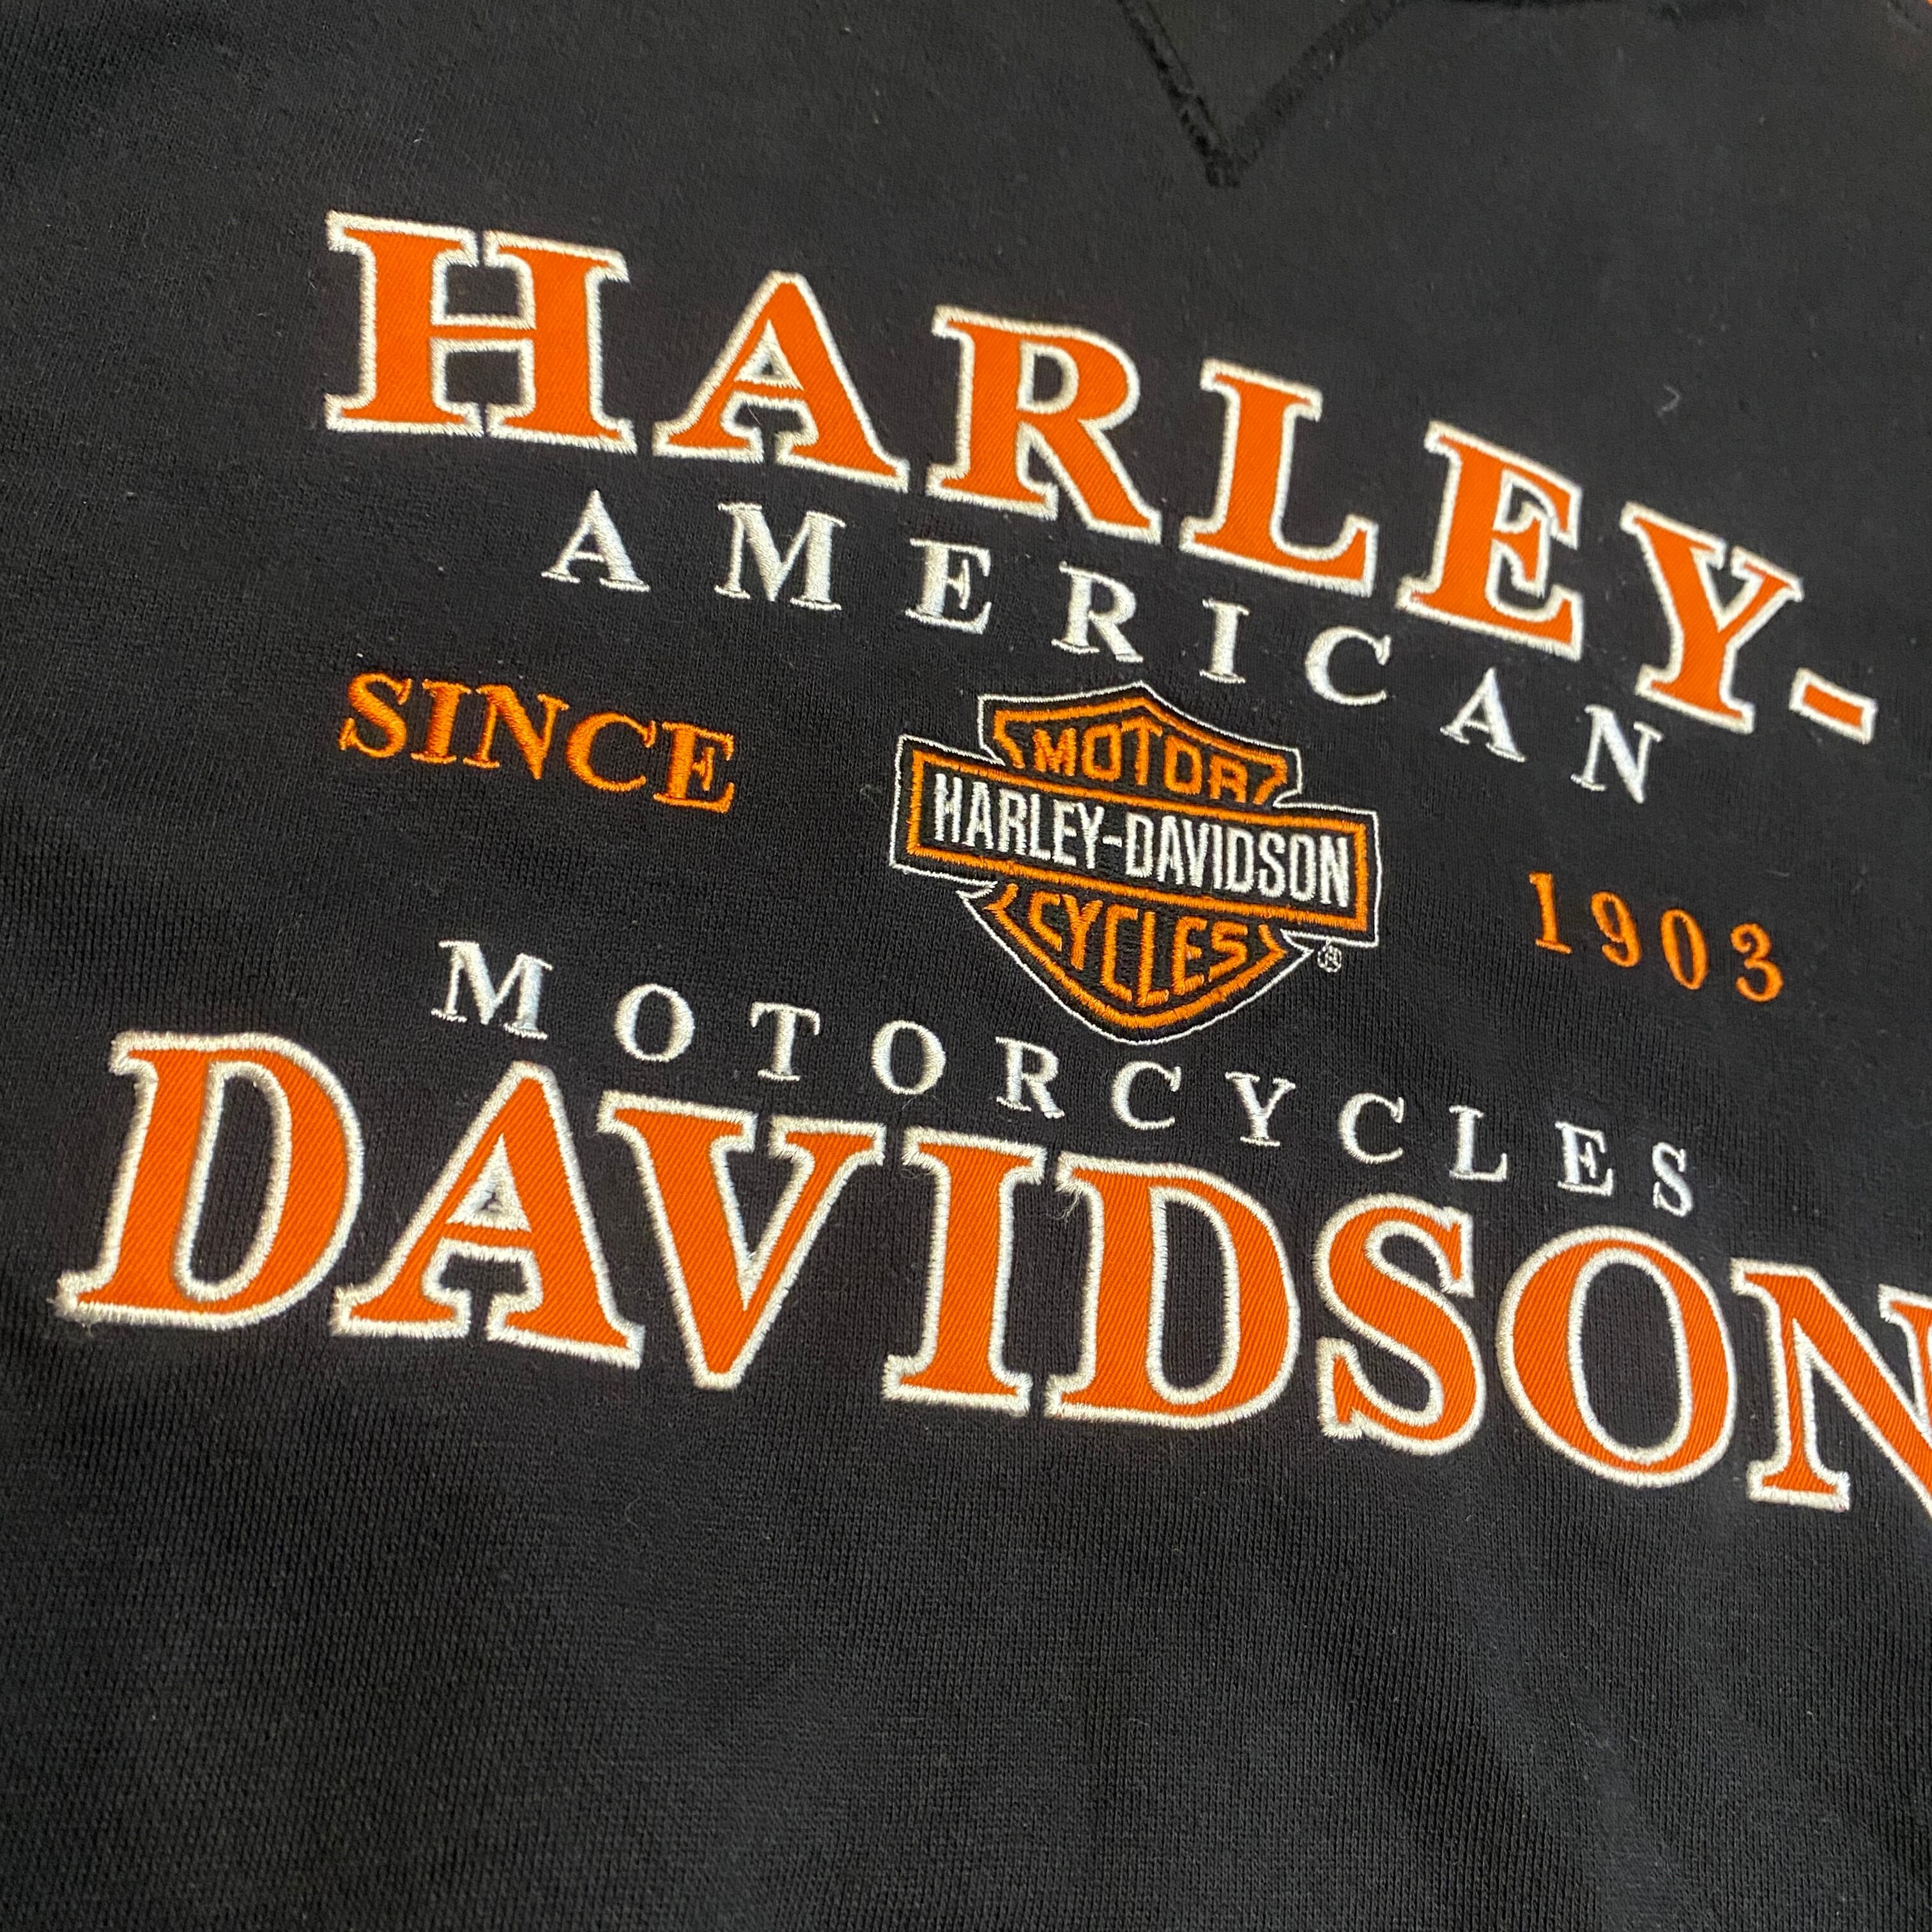 HARLEY-
AMERICAN
SINCE
MOTOR
HARLEY-DAVIDSON
CYCLES
®
1903
MOTORCYCLES
DAVIDSON